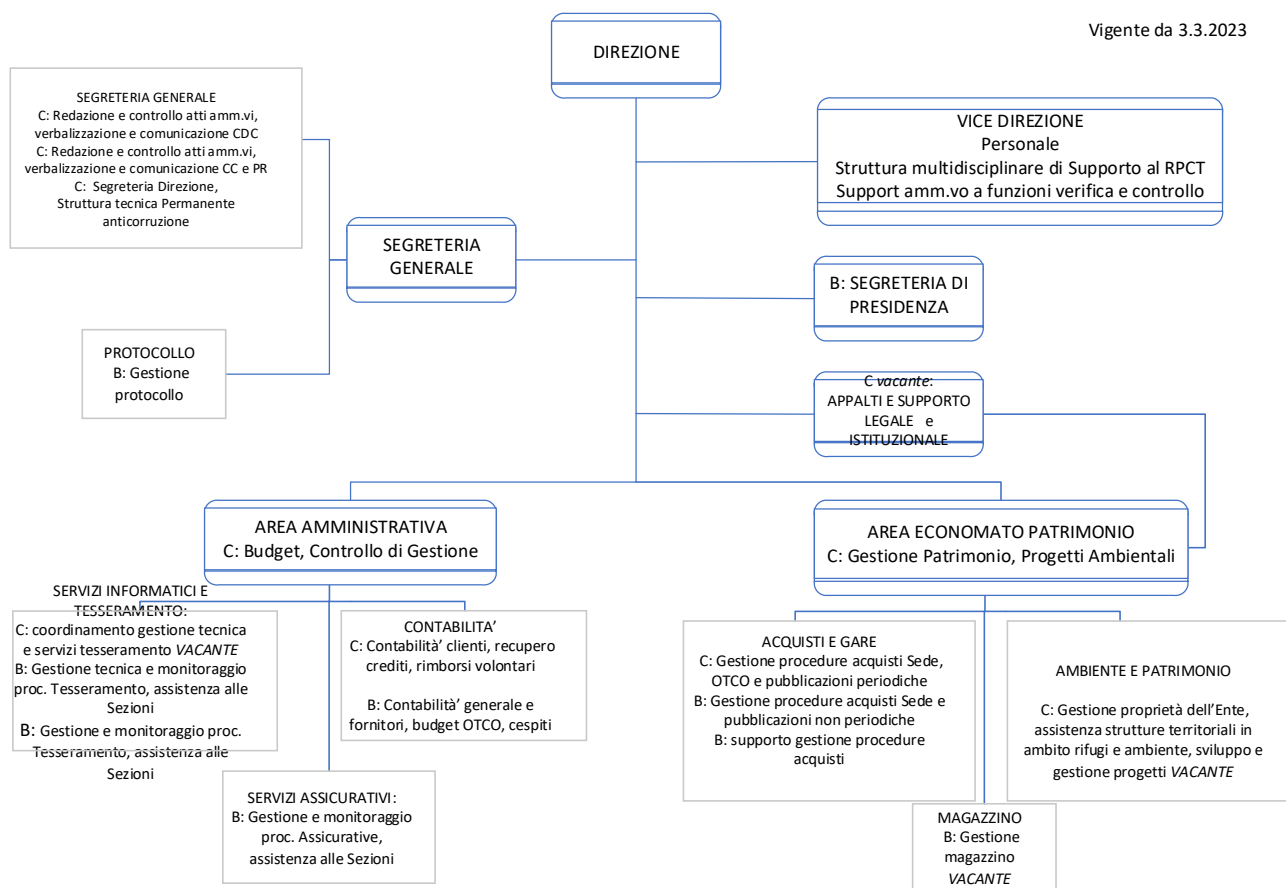 Vigente da 3.3.2023
DIREZIONE
SEGRETERIA GENERALE
C: Redazione e controllo atti amm.vi,
verbalizzazione e comunicazione CDC
C: Redazione e controllo atti amm.vi,
verbalizzazione e comunicazione CC e PR
C: Segreteria Direzione,
Struttura tecnica Permanente
anticorruzione
VICE DIREZIONE
Personale
Struttura multidisciplinare di Supporto al RPCT
Support amm.vo a funzioni verifica e controllo
SEGRETERIA
GENERALE
B: SEGRETERIA DI
PRESIDENZA
PROTOCOLLO
B: Gestione
protocollo
C vacante:
APPALTI E SUPPORTO
LEGALE e
ISTITUZIONALE
AREA AMMINISTRATIVA
C: Budget, Controllo di Gestione
AREA ECONOMATO PATRIMONIO
C: Gestione Patrimonio, Progetti Ambientali
SERVIZI INFORMATICI E
TESSERAMENTO:
C: coordinamento gestione tecnica
e servizi tesseramento VACANTE
B: Gestione tecnica e monitoraggio
proc. Tesseramento, assistenza alle
Sezioni
B: Gestione e monitoraggio proc.
Tesseramento, assistenza alle
Sezioni
CONTABILITA’
C: Contabilità’ clienti, recupero
crediti, rimborsi volontari
B: Contabilità’ generale e
fornitori, budget OTCO, cespiti
SERVIZI ASSICURATIVI:
B: Gestione e monitoraggio
proc. Assicurative,
assistenza alle Sezioni
ACQUISTI E GARE
C: Gestione procedure acquisti Sede,
OTCO e pubblicazioni periodiche
B: Gestione procedure acquisti Sede e
pubblicazioni non periodiche
B: supporto gestione procedure
acquisti
AMBIENTE E PATRIMONIO
C: Gestione proprietà dell’Ente,
assistenza strutture territoriali in
ambito rifugi e ambiente, sviluppo e
gestione progetti VACANTE
MAGAZZINO
B: Gestione
magazzino
VACANTE